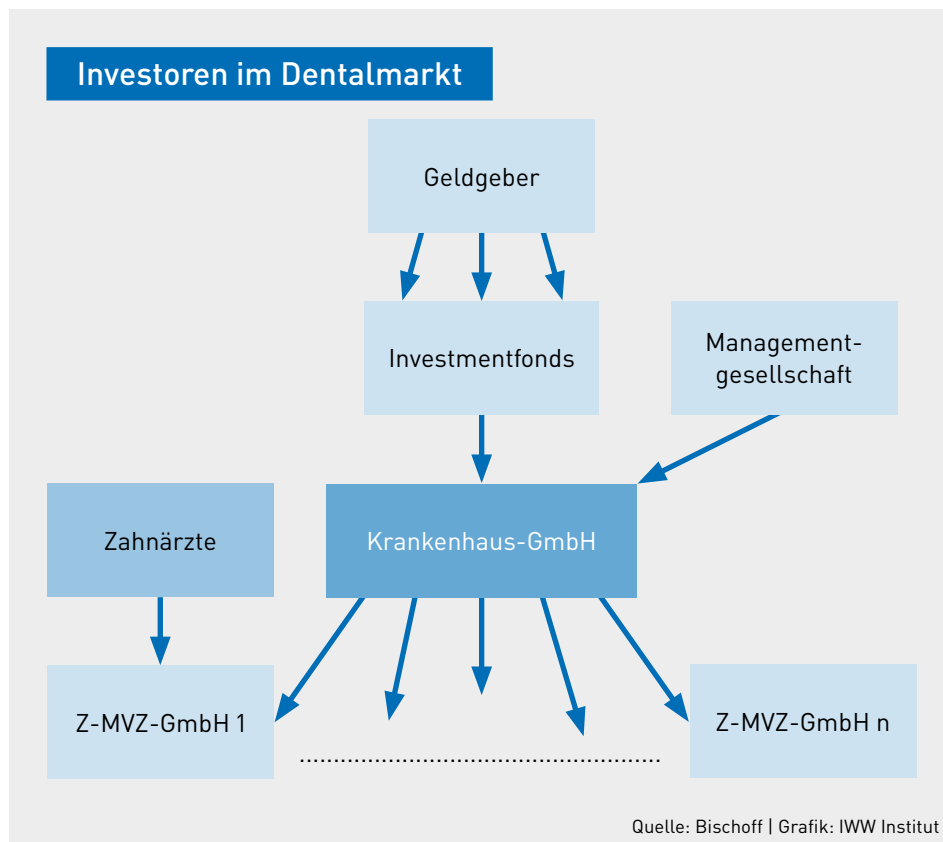 Investoren im Dentalmarkt
Geldgeber
Investmentfonds
Management-
gesellschaft
Zahnärzte
Krankenhaus-GmbH
Z-MVZ-GmbH 1
Z-MVZ-GmbH n
Quelle: Bischoff | Grafik: IWW Institut